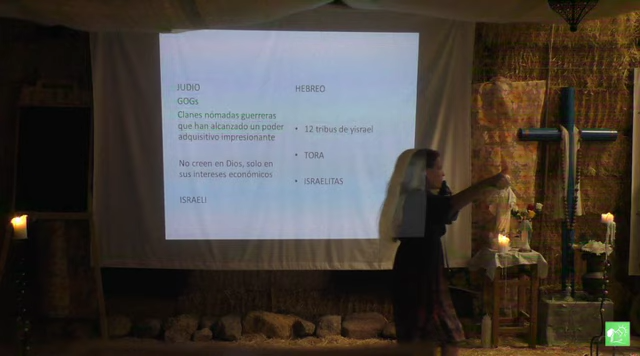 JUDIO
GOGs
Clanes nómadas guerreras
que han alcanzado un poder
adquisitivo impresionante
No creen en Dios, solo en
sus intereses económicos
ISRAELI
HEBREO
• 12 tribus de yisrael
• TORA
• ISRAELITAS